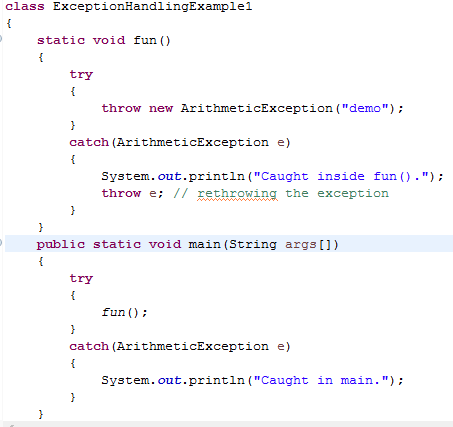 class ExceptionHandlingExample1
{
static void fun()
{
try
{
throw new ArithmeticException("demo");
}
catch(ArithmeticException e)
{
System.out.println("Caught inside fun().");
throw e; // rethrowing the exception
}
}
public static void main(String args[])
{
try
{
fun();
}
catch(ArithmeticException e)
{
System.out.println("Caught in main.");
}
}